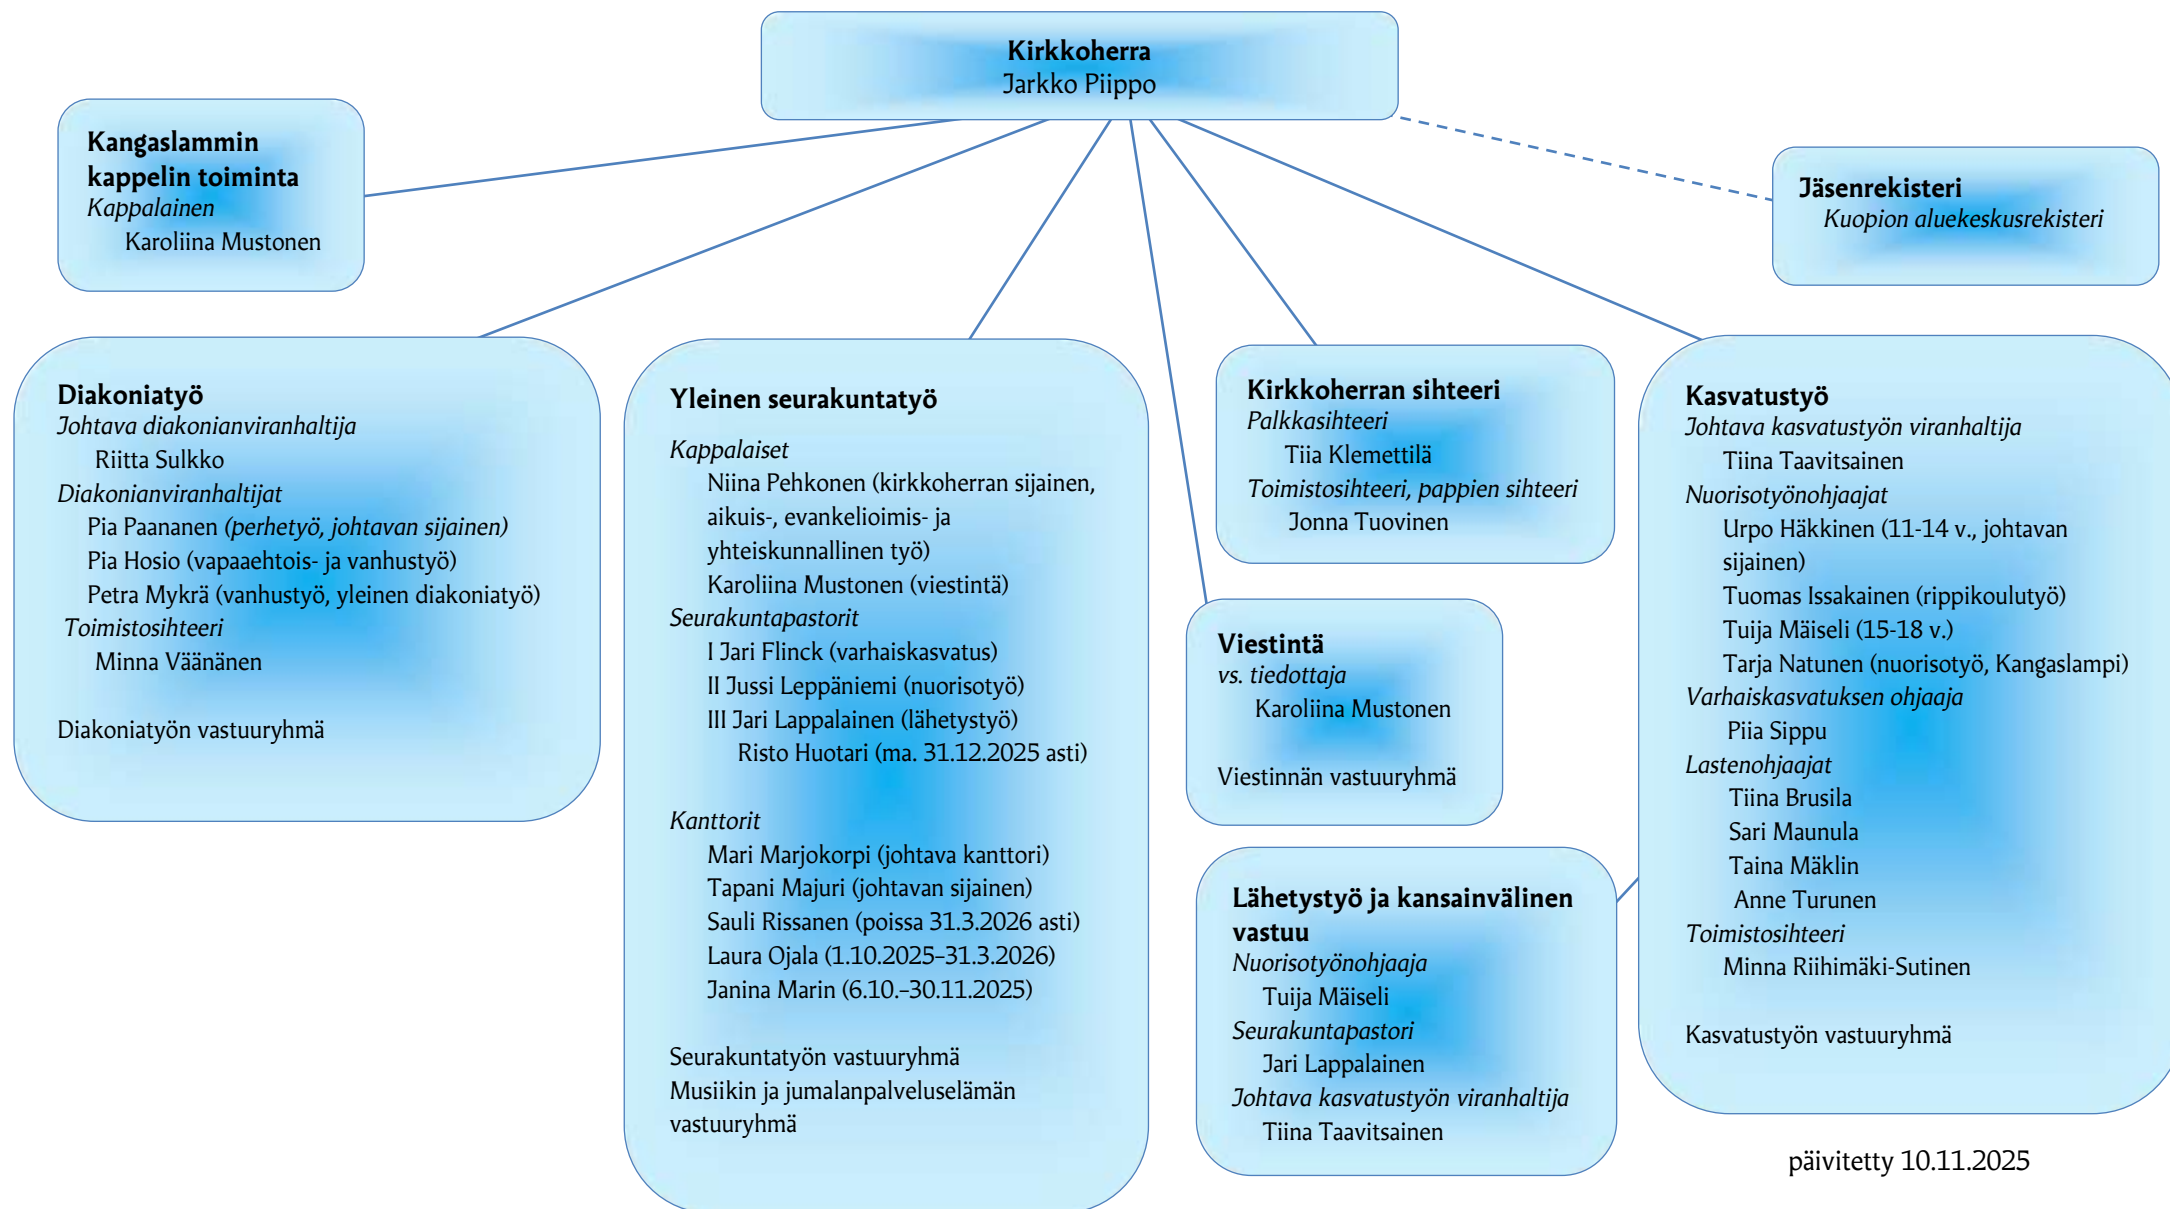 Kirkkoherra
Jarkko Piippo
Kangaslammin
kappelin toiminta
Kappalainen
Karoliina Mustonen
Jäsenrekisteri
Kuopion aluekeskusrekisteri
Diakoniatyö
Johtava diakonianviranhaltija
Riitta Sulkko
Diakonianviranhaltijat
Pia Paananen (perhetyö, johtavan sijainen)
Pia Hosio (vapaaehtois- ja vanhustyö)
Petra Mykrä (vanhustyö, yleinen diakoniatyö)
Toimistosihteeri
Minna Väänänen
Diakoniatyön vastuuryhmä
Yleinen seurakuntatyö
Kappalaiset
Niina Pehkonen (kirkkoherran sijainen,
aikuis-, evankelioimis- ja
yhteiskunnallinen työ)
Karoliina Mustonen (viestintä)
Seurakuntapastorit
I Jari Flinck (varhaiskasvatus)
II Jussi Leppäniemi (nuorisotyö)
III Jari Lappalainen (lähetystyö)
Risto Huotari (ma. 31.12.2025 asti)
Kanttorit
Mari Marjokorpi (johtava kanttori)
Tapani Majuri (johtavan sijainen)
Sauli Rissanen (poissa 31.3.2026 asti)
Laura Ojala (1.10.2025–31.3.2026)
Janina Marin (6.10.–30.11.2025)
Seurakuntatyön vastuuryhmä
Musiikin ja jumalanpalveluselämän
vastuuryhmä
Kirkkoherran sihteeri
Palkkasihteeri
Tiia Klemettilä
Toimistosihteeri, pappien sihteeri
Jonna Tuovinen
Viestintä
vs. tiedottaja
Karoliina Mustonen
Viestinnän vastuuryhmä
Lähetystyö ja kansainvälinen
vastuu
Nuorisotyönohjaaja
Tuija Mäiseli
Seurakuntapastori
Jari Lappalainen
Johtava kasvatustyön viranhaltija
Tiina Taavitsainen
Kasvatustyö
Johtava kasvatustyön viranhaltija
Tiina Taavitsainen
Nuorisotyönohjaajat
Urpo Häkkinen (11-14 v., johtavan
sijainen)
Tuomas Issakainen (rippikoulutyö)
Tuija Mäiseli (15-18 v.)
Tarja Natunen (nuorisotyö, Kangaslampi)
Varhaiskasvatuksen ohjaaja
Piia Sippu
Lastenohjaajat
Tiina Brusila
Sari Maunula
Taina Mäklin
Anne Turunen
Toimistosihteeri
Minna Riihimäki-Sutinen
Kasvatustyön vastuuryhmä
päivitetty 10.11.2025